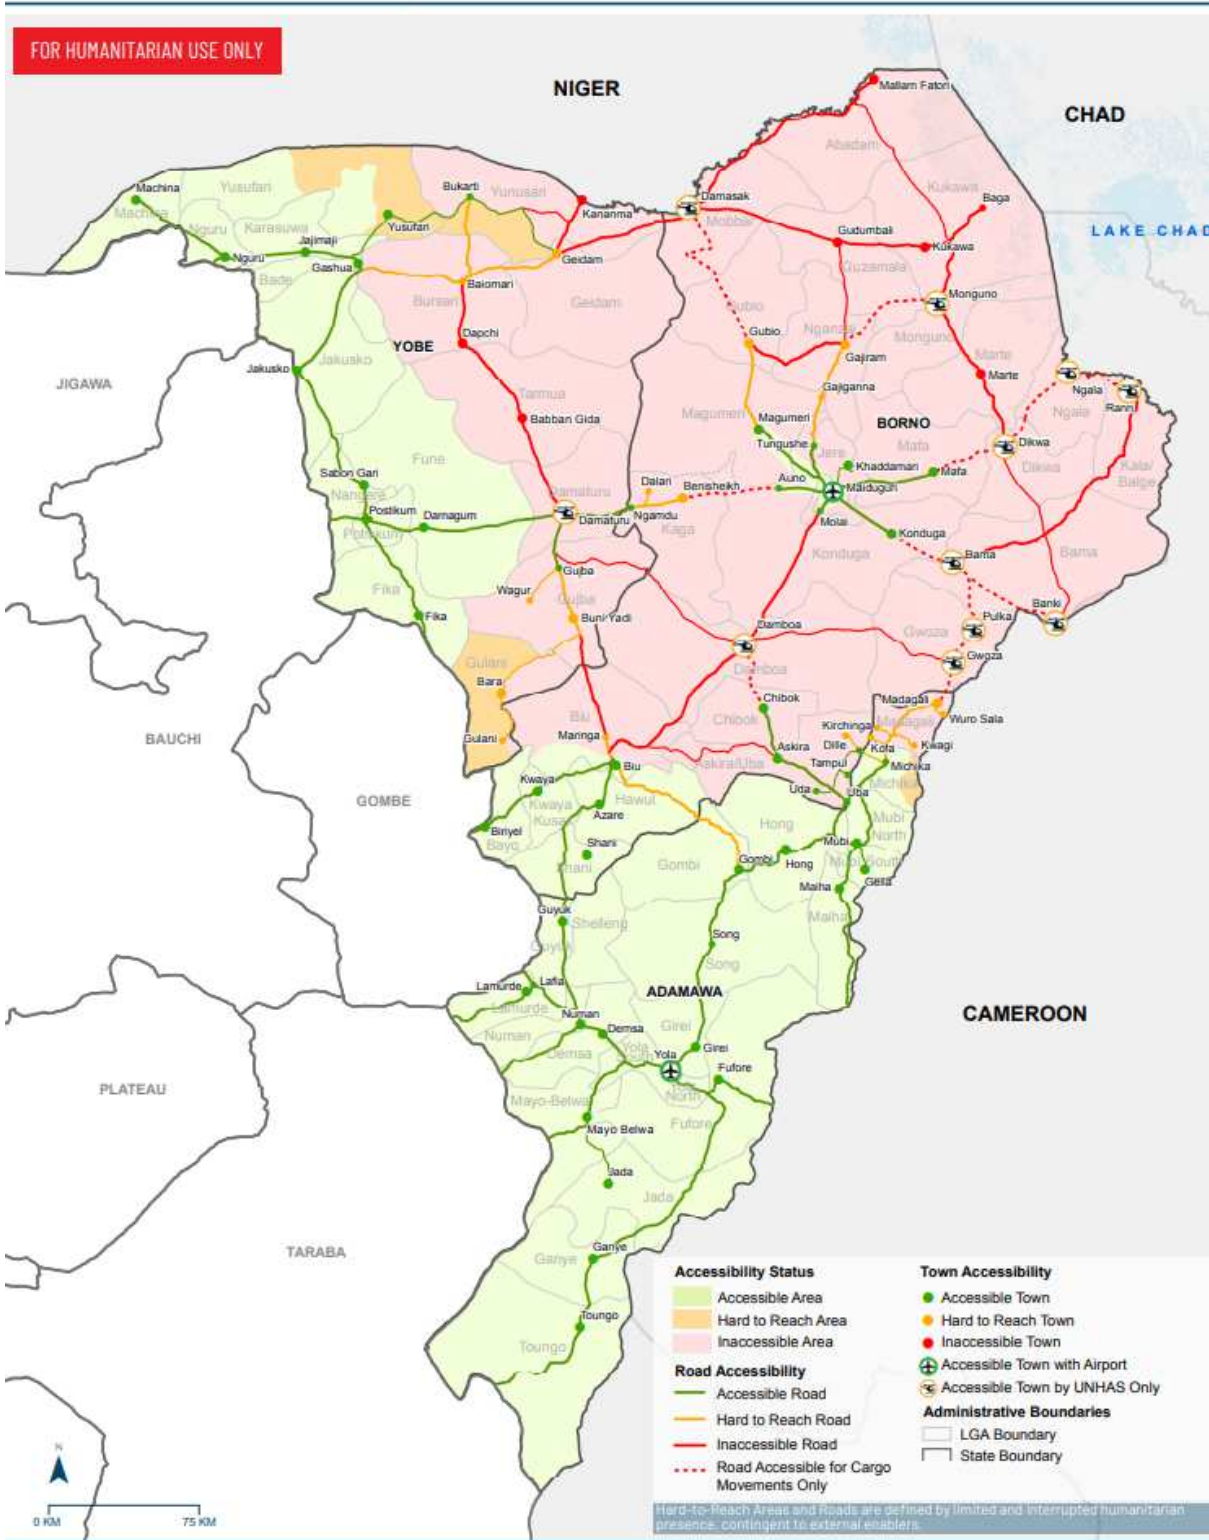 FOR HUMANITARIAN USE ONLY
NIGER
CHAD
LAKE CHAD
Mallam Fatori
Abadam
Kukawa
Machina
Yusufari
Machina
Nguru
Karasuwa
Bukarti
Yunusari
Kananma
Damasak
Mobbar
Baga
Yusufari
Gudumbali
Kukawa
Jajimaji
Nguru
Gashua
Geidam
Guzamala
Bade
Baiomari
Monguno
Bursari
Geidam
Gubio
Nganzai
Monguno
Dapchi
Gubio
YOBE
Gajiram
Marte
Jakusko
Jakusko
Marte
Ngala
JIGAWA
Gajiganna
Ngala
Rann
Tarmua
Magumeri
Magumeri
BORNO
Babban Gida
Tungushe
Jere
Mafa
Dikwa
Fune
Khaddamari
Dikwa
Kala/
Balge
Sabon Gari
Nangere
Damaturu
Dalari
Benisheikh
Auno
Maiduguri
Mafa
Postikum
Damagum
Damaturu
Ngamdu
Molai
Potiskum
Kaga
Konduga
Konduga
Bama
Bama
Gujba
Fika
Wagur
Gujba
Fika
Buni Yadi
Damboa
Pulka
Banki
Gwoza
Gwoza
Gulani
Damboa
Bara
Chibok
Madagali
Biu
Chibok
Kirchinga
Madagali
Wuro Sala
BAUCHI
Gulani
Maringa
Askira
Dille
Kofa
Kwagi
Askira/Uba
Tampul
Michika
Biu
Kwaya
Uda
Uba
Michika
GOMBE
Kwaya
Kusar
Hawul
Azare
Mubi
North
Hong
Biriyel
Bayo
Shani
Shani
Gombi
Gombi
Hong
Mubi
Mubi South
Gella
Maiha
Guyuk
Shelleng
Maiha
Guyuk
Song
Song
Lamurde
Lafia
ADAMAWA
Lamurde
CAMEROON
Numan
Girei
Numan
Demsa
Demsa
Yola
South
Yola
Girei
PLATEAU
Fufore
Mayo-Belwa
North
Fufore
Mayo Belwa
Jada
Jada
TARABA
Ganye
Ganye
Toungo
Toungo
Accessibility Status
Accessible Area
Hard to Reach Area
Inaccessible Area
Road Accessibility
Accessible Road
Hard to Reach Road
Inaccessible Road
Road Accessible for Cargo
Movements Only
Town Accessibility
Accessible Town
Hard to Reach Town
Inaccessible Town
Accessible Town with Airport
Accessible Town by UNHAS Only
Administrative Boundaries
LGA Boundary
State Boundary
N
0 KM
75 KM
Hard-to-Reach Areas and Roads are defined by limited and interrupted humanitarian
presence, contingent to external enablers.